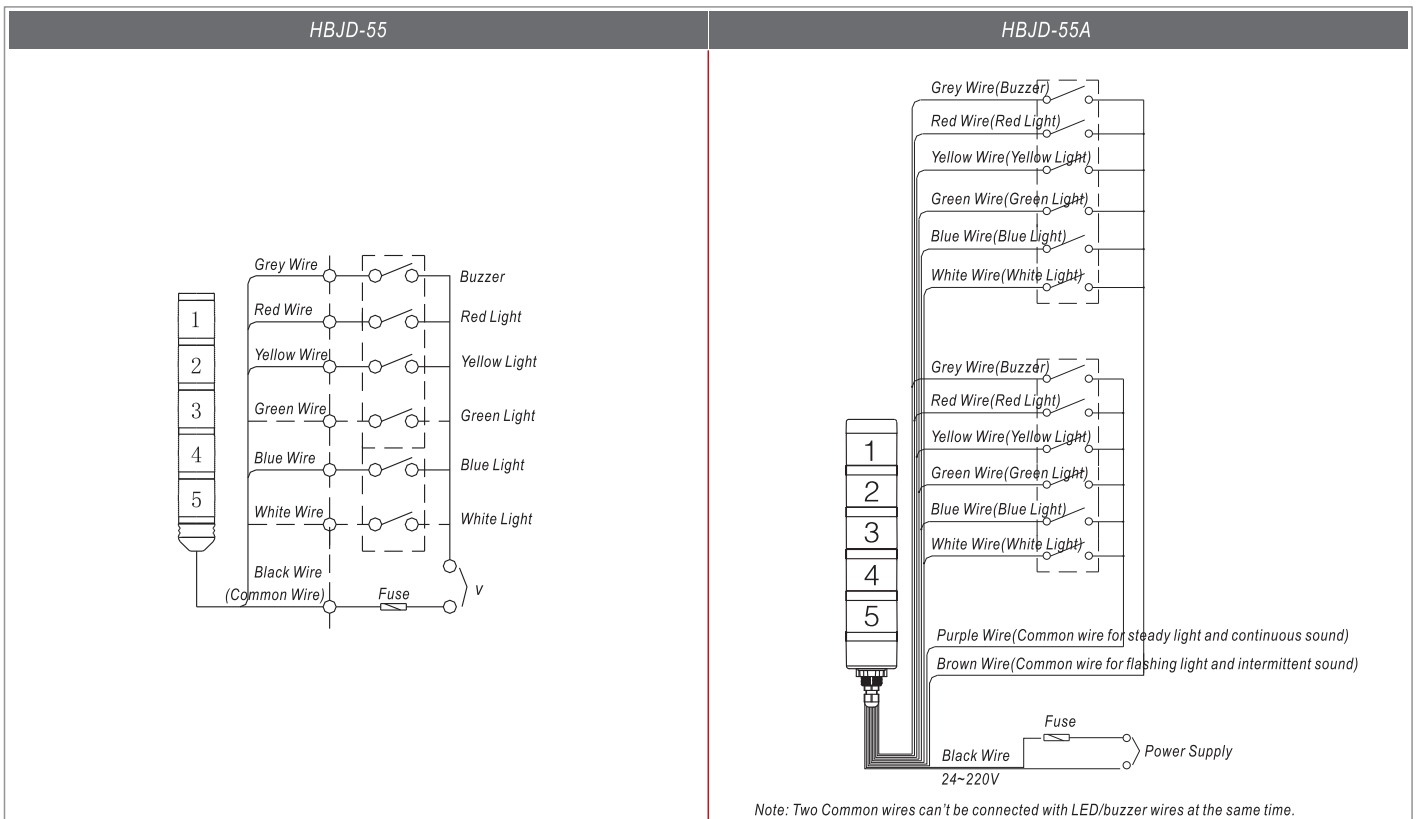 HBJD-55
Grey Wire
Buzzer
Red Wire
Red Light
Yellow Wire
Yellow Light
Green Wire
Green Light
Blue Wire
Blue Light
White Wire
White Light
Black Wire
(Common Wire)
Fuse
V
1
2
3
4
5
HBJD-55A
Grey Wire(Buzzer)
Red Wire(Red Light)
Yellow Wire(Yellow Light)
Green Wire(Green Light)
Blue Wire(Blue Light)
White Wire(White Light)
Grey Wire(Buzzer)
Red Wire(Red Light)
Yellow Wire(Yellow Light)
Green Wire(Green Light)
Blue Wire(Blue Light)
White Wire(White Light)
1
2
3
4
5
Purple Wire(Common wire for steady light and continuous sound)
Brown Wire(Common wire for flashing light and intermittent sound)
Fuse
Black Wire
Power Supply
24~220V
Note: Two Common wires can't be connected with LED/buzzer wires at the same time.